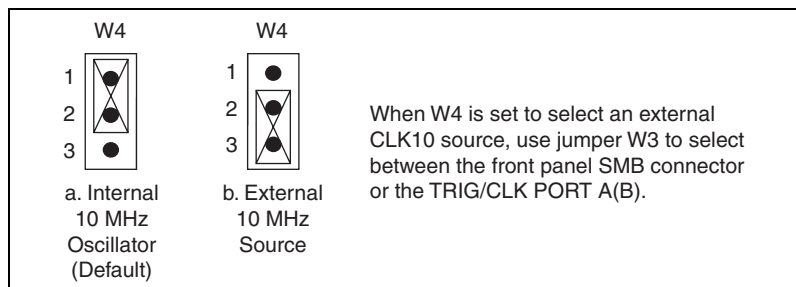 W4
1
2
3
a. Internal
10 MHz
Oscillator
(Default)
W4
1
2
3
b. External
10 MHz
Source
When W4 is set to select an external
CLK10 source, use jumper W3 to select
between the front panel SMB connector
or the TRIG/CLK PORT A(B).